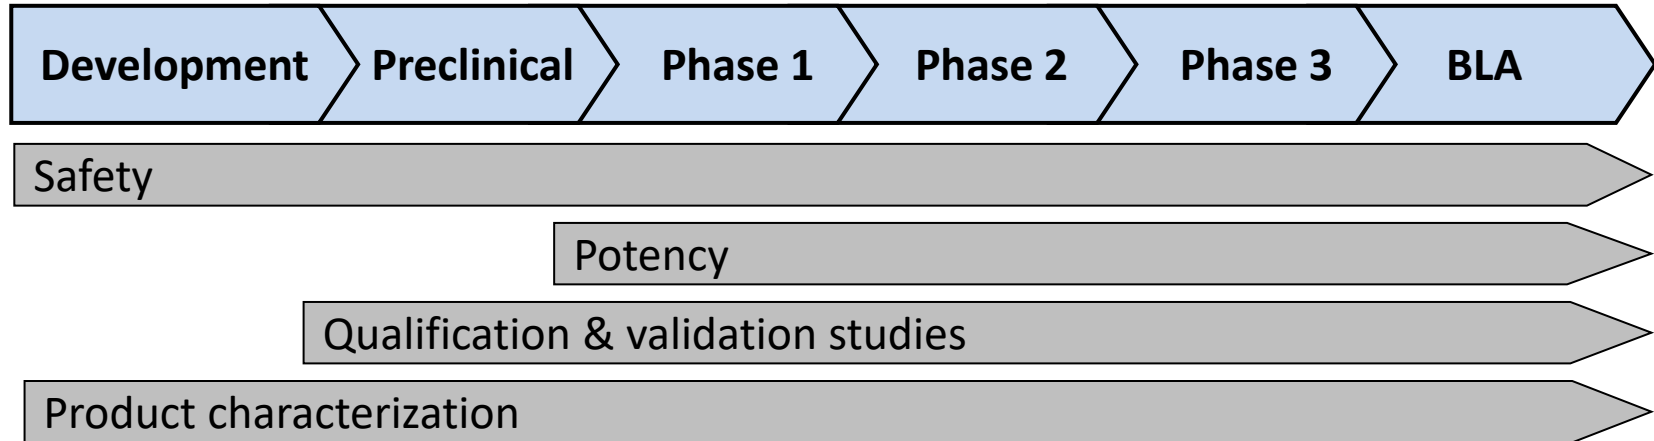 Development Preclinical Phase 1 Phase 2 Phase 3 BLA
Safety
Potency
Qualification & validation studies
Product characterization